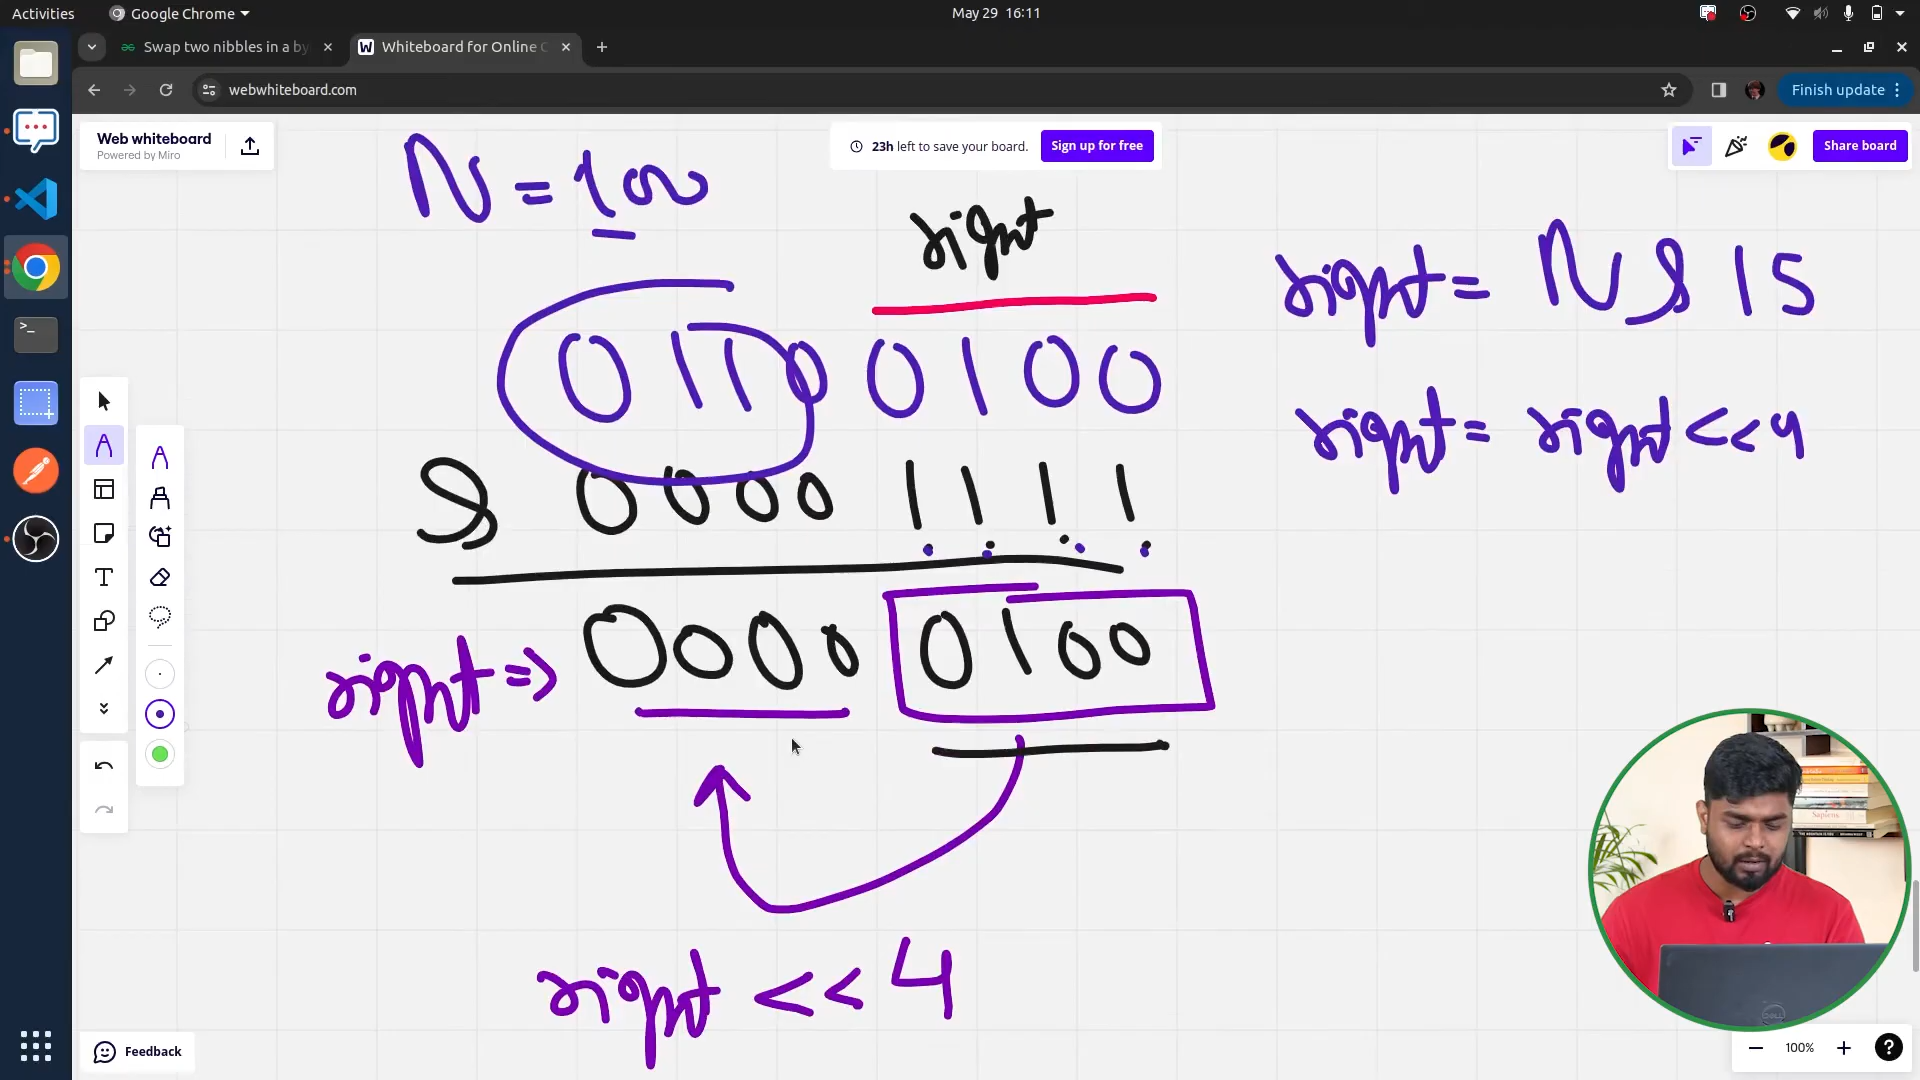 Activities Google Chrome May 29 16:11
Swap two nibbles in a by Whiteboard for Online C
webwhiteboard.com Finish update
Web whiteboard
Powered by Miro
23h left to save your board. Sign up for free
Share board
N = 100
right
right = N & 15
0110 0100
right = right << 4
& 0000 1111
right => 0000 0100
right << 4
Feedback
100%